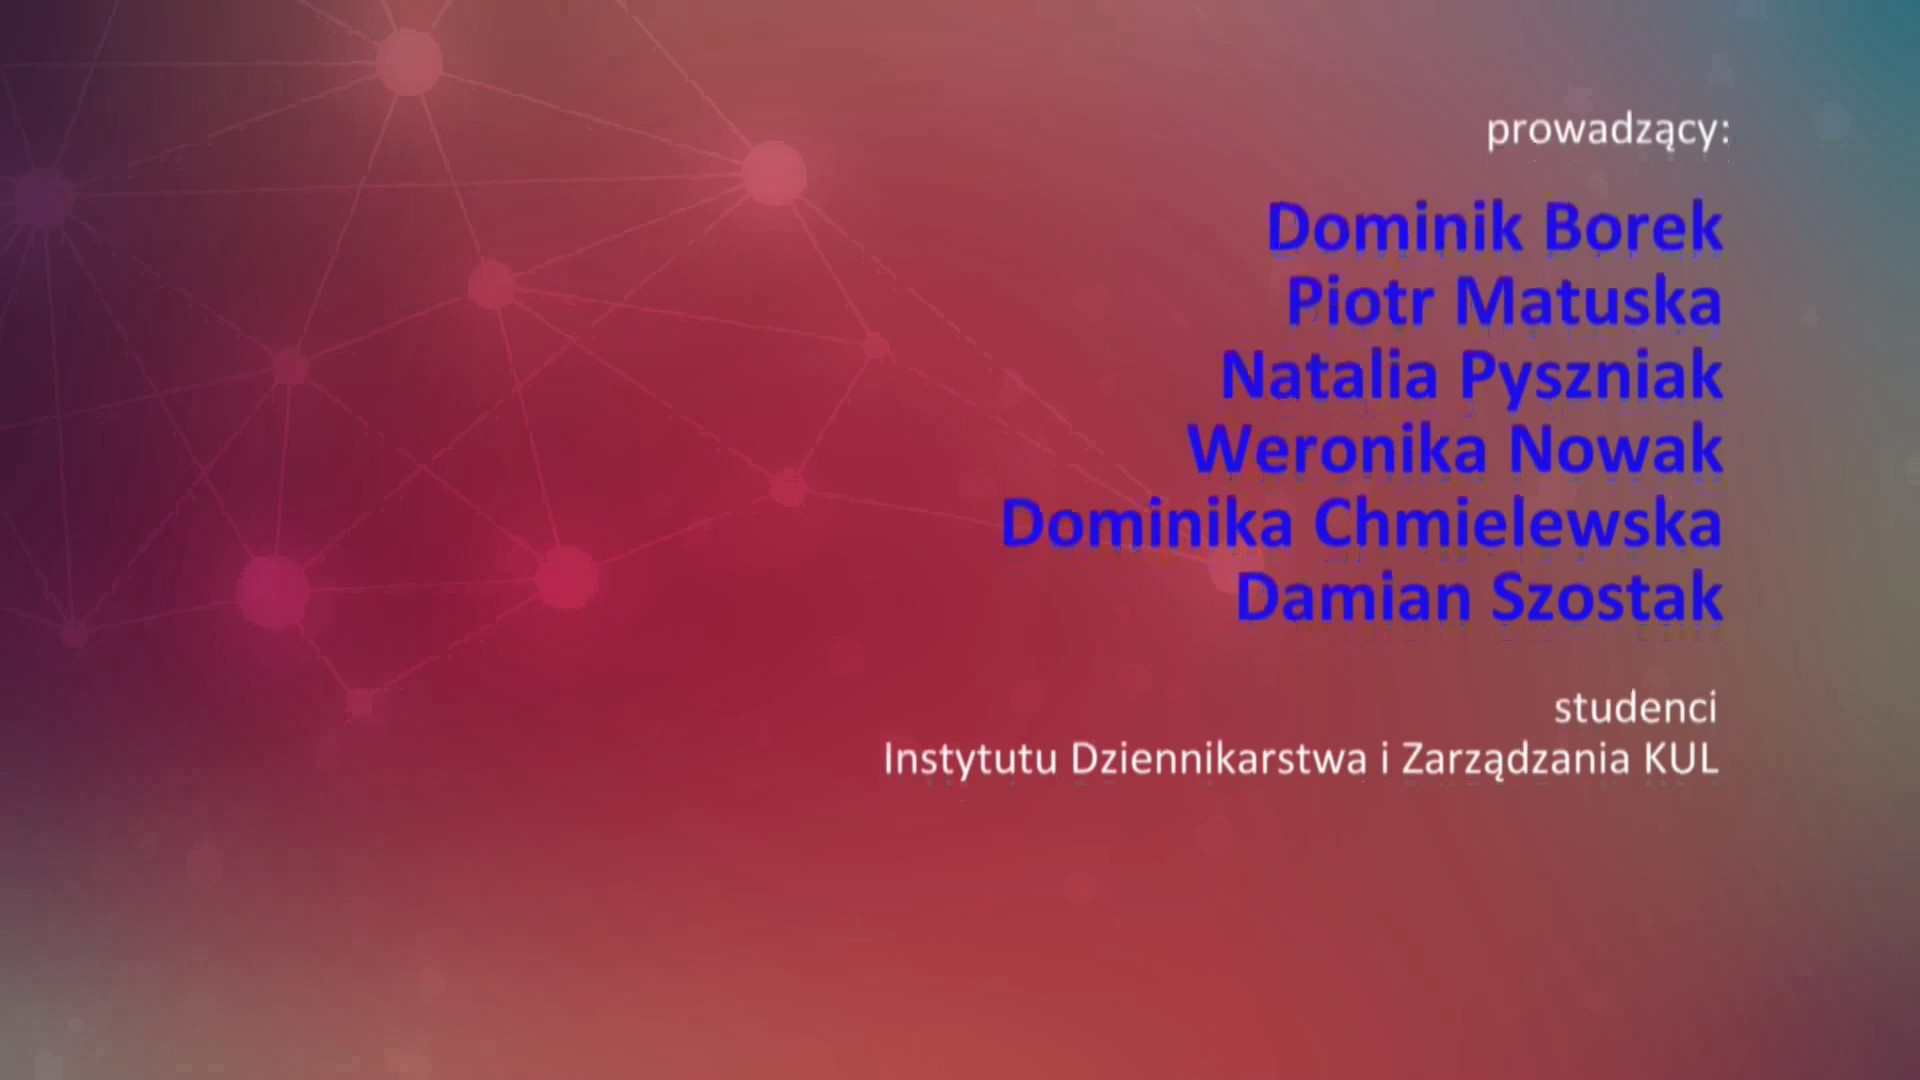 prowadzący:
Dominik Borek
Piotr Matuska
Natalia Pyszniak
Weronika Nowak
Dominika Chmielewska
Damian Szostak
studenci
Instytutu Dziennikarstwa i Zarządzania KUL